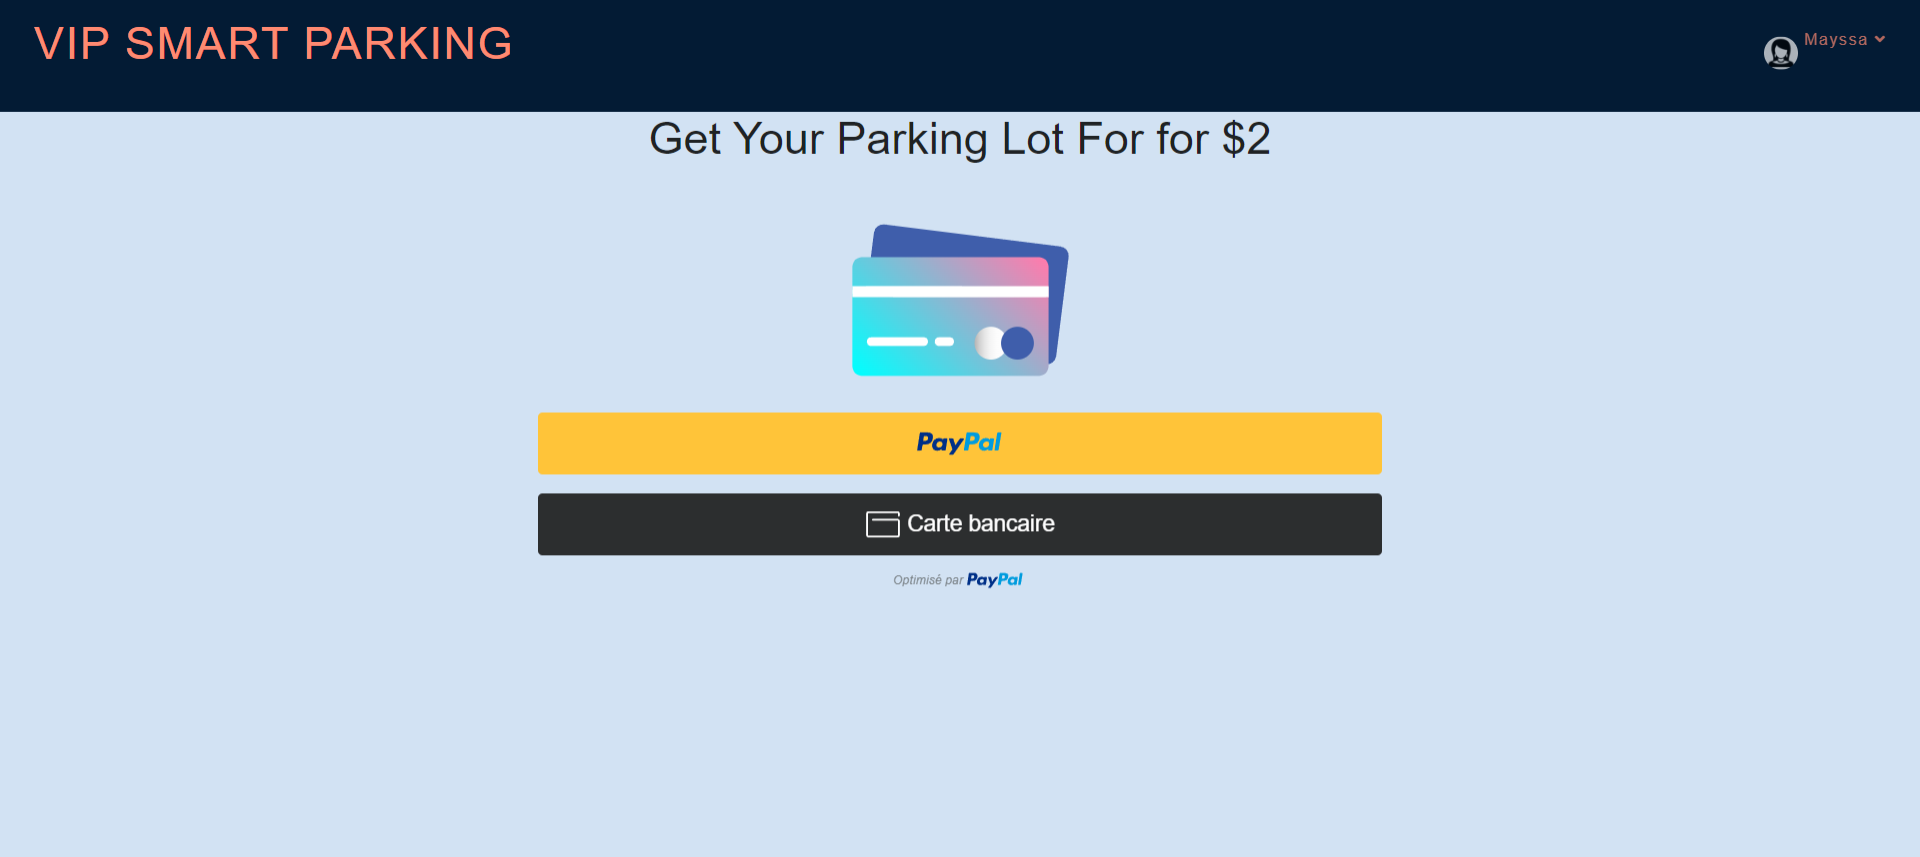 VIP SMART PARKING
Mayssa
Get Your Parking Lot For for $2
PayPal
Carte bancaire
Optimisé par PayPal